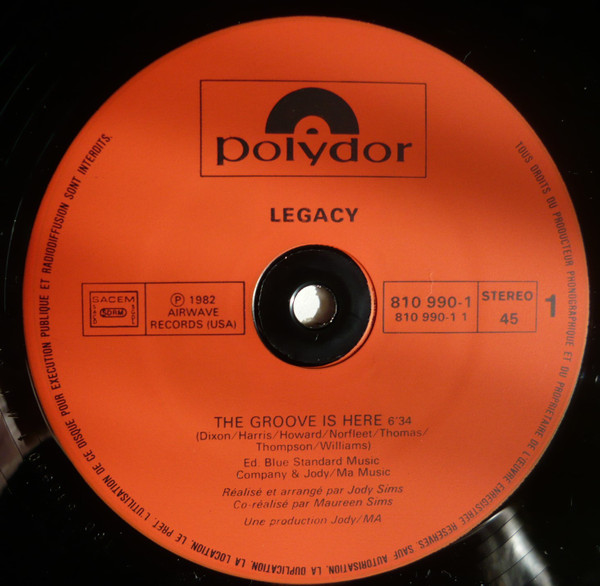 polydor
LEGACY
SACEM
SDRM
℗ 1982
AIRWAVE
RECORDS (USA)
810 990-1
810 990-1 1
STEREO
45
1
THE GROOVE IS HERE 6'34
(Dixon/Harris/Howard/Norfleet/Thomas/
Thompson/Williams)
Ed. Blue Standard Music
Company & Jody/Ma Music
Réalisé et arrangé par Jody Sims
Co-réalisé par Maureen Sims
Une production Jody/MA
TOUS DROITS DU PRODUCTEUR PHONOGRAPHIQUE ET DU PROPRIETAIRE DE L'ŒUVRE ENREGISTREE RESERVES. SAUF AUTORISATION, LA DUPLICATION, LA LOCATION, LE PRET, L'UTILISATION DE CE DISQUE POUR EXECUTION PUBLIQUE ET RADIODIFFUSION SONT INTERDITS.